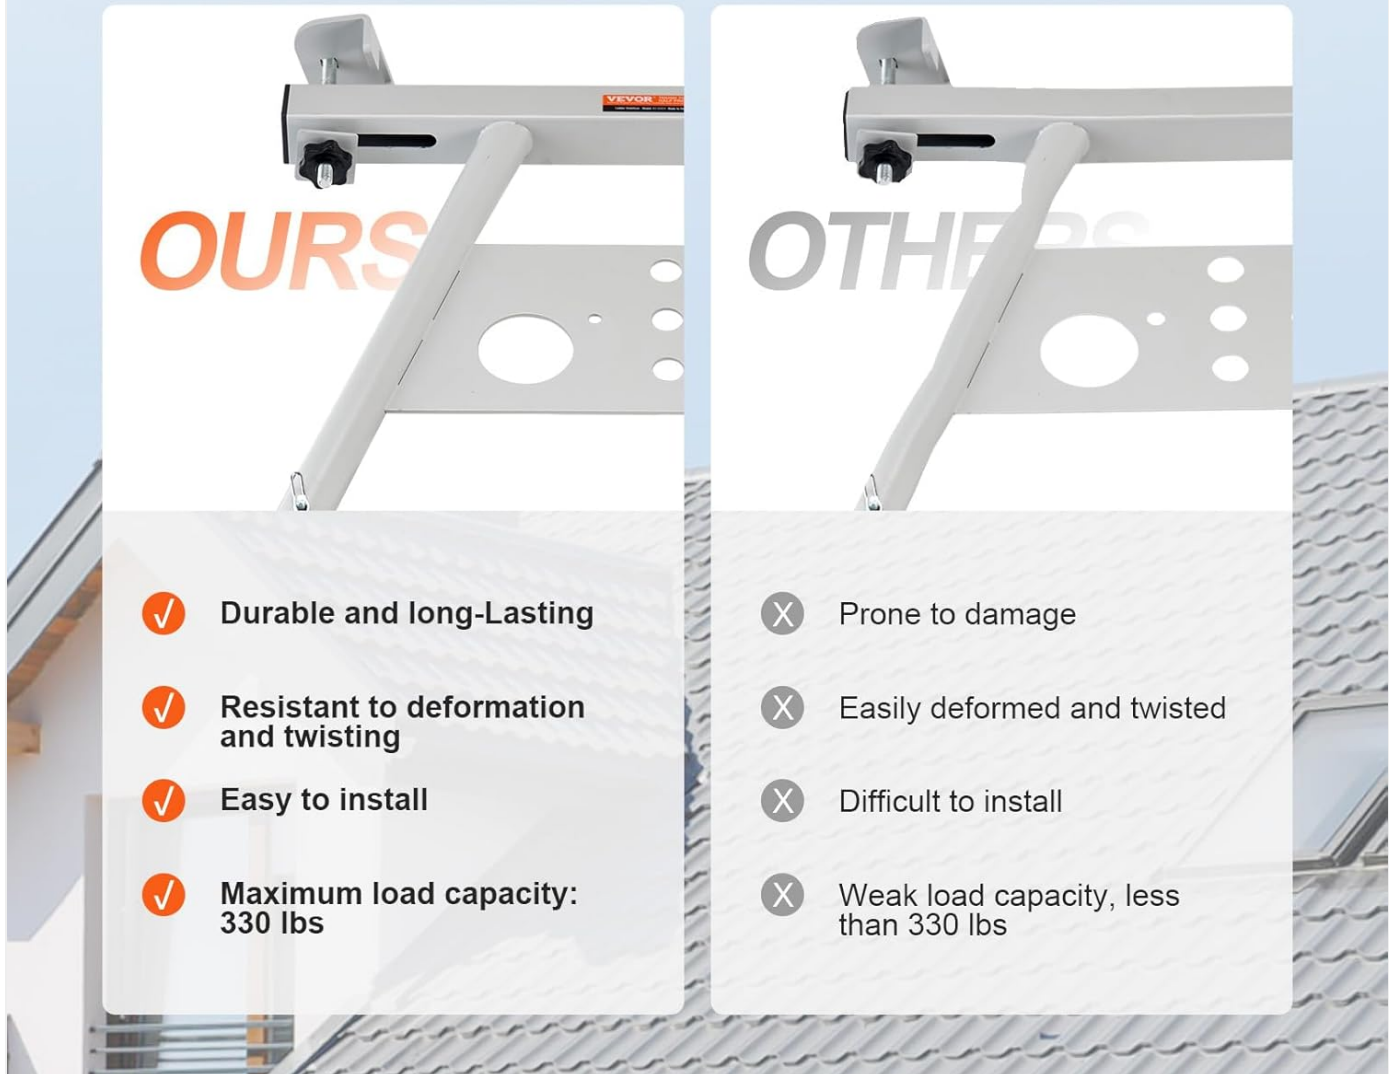 VEVOR
OURS
OTHERS
√ Durable and long-Lasting
√ Resistant to deformation
and twisting
√ Easy to install
√ Maximum load capacity:
330 lbs
X Prone to damage
X Easily deformed and twisted
X Difficult to install
X Weak load capacity, less
than 330 lbs